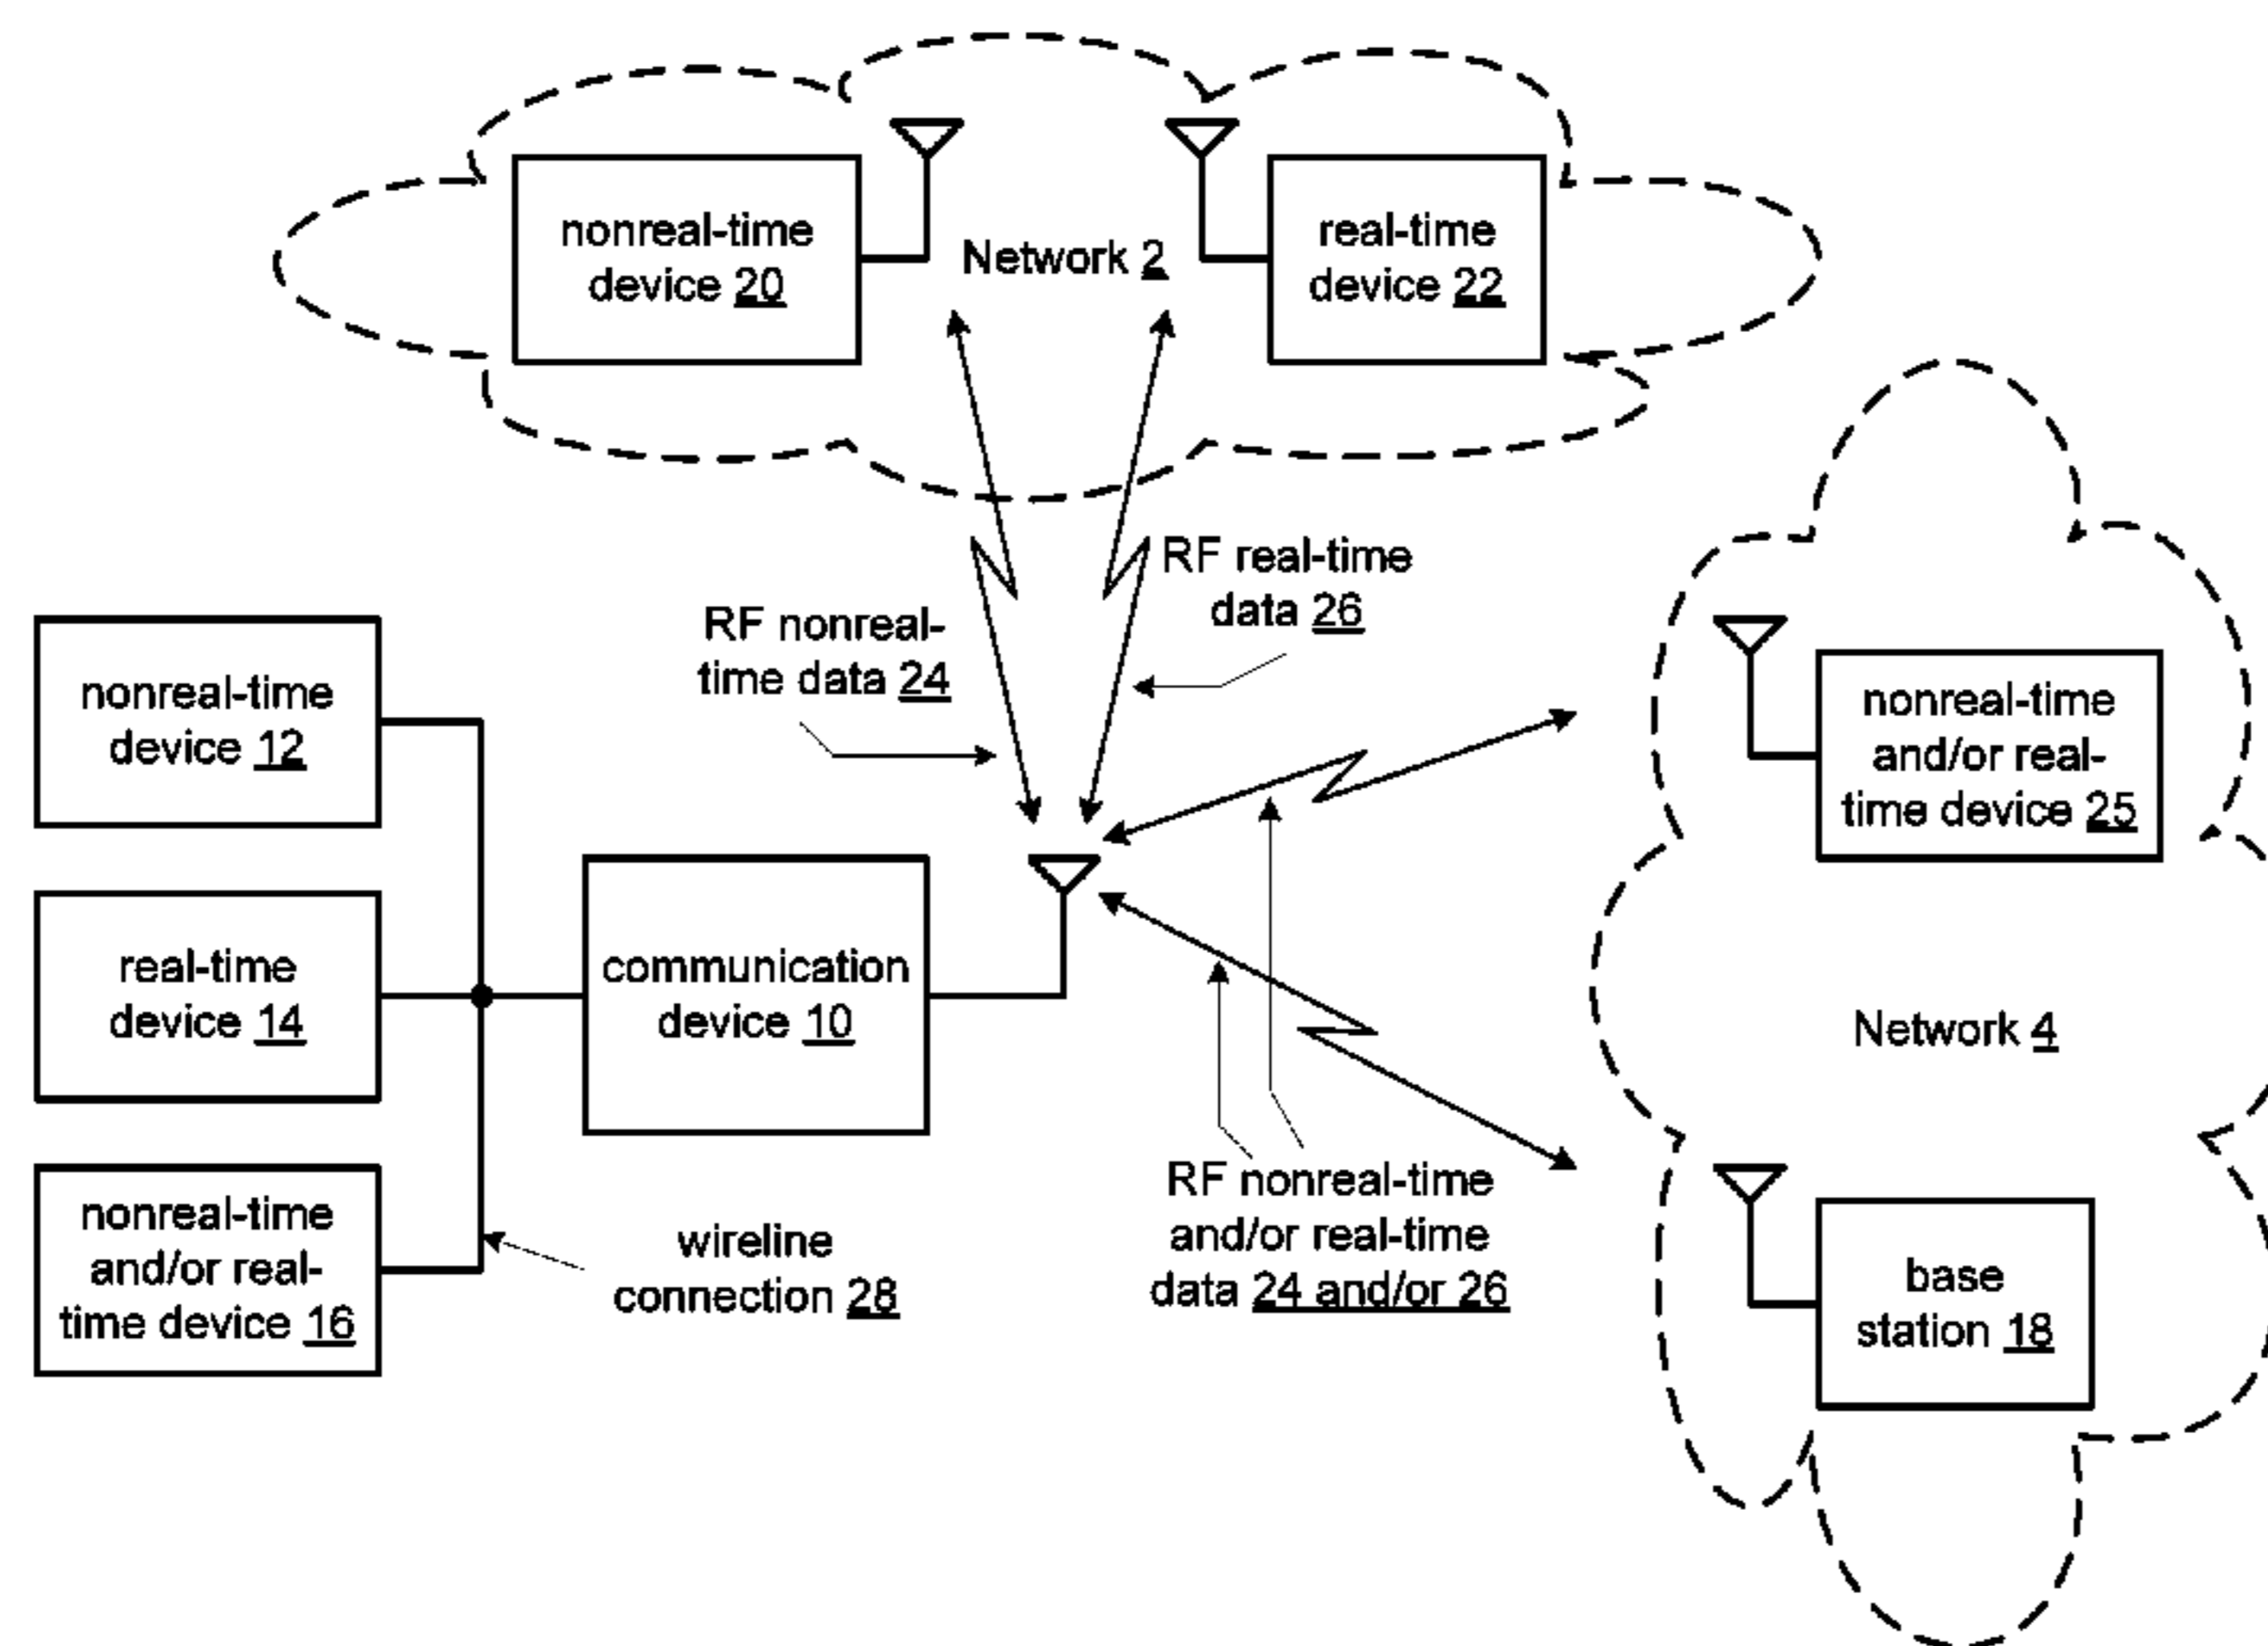 nonreal-time
device 20
Network 2
real-time
device 22
RF real-time
data 26
RF nonreal-
time data 24
nonreal-time
device 12
nonreal-time
and/or real-
time device 25
real-time
device 14
communication
device 10
Network 4
nonreal-time
and/or real-
time device 16
wireline
connection 28
RF nonreal-time
and/or real-time
data 24 and/or 26
base
station 18